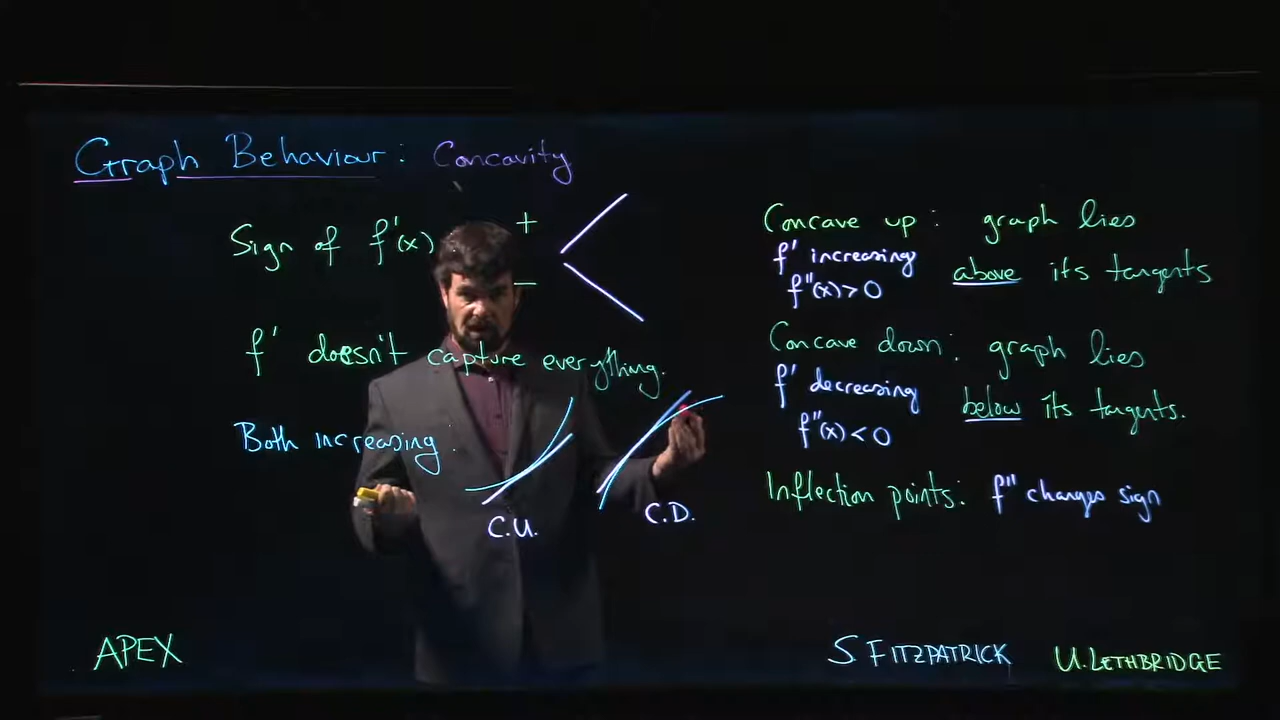 Graph Behaviour: Concavity
Sign of f'(x) +
−
f' doesn't capture everything.
Both increasing:
C.U.
C.D.
Concave up: graph lies
above its tangents
f' increasing
f"(x) > 0
Concave down: graph lies
below its tangents.
f' decreasing
f"(x) < 0
Inflection points: f" changes sign
APEX
S FITZPATRICK
U. LETHBRIDGE